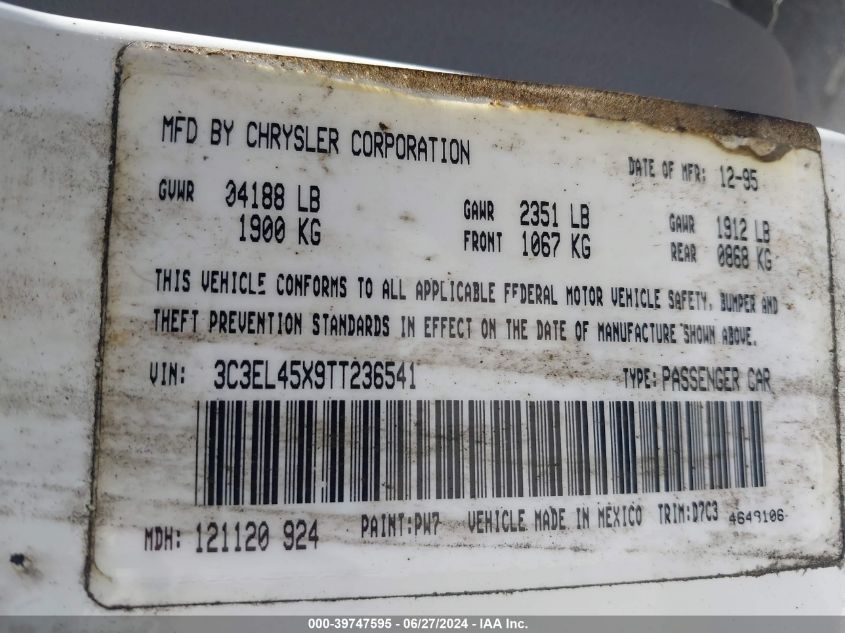 MFD BY CHRYSLER CORPORATION
DATE OF MFR: 12-95
GVWR 04188 LB
1900 KG
GAWR 2351 LB
FRONT 1067 KG
GAWR 1912 LB
REAR 0868 KG
THIS VEHICLE CONFORMS TO ALL APPLICABLE FEDERAL MOTOR VEHICLE SAFETY, BUMPER AND
THEFT PREVENTION STANDARDS IN EFFECT ON THE DATE OF MANUFACTURE SHOWN ABOVE.
VIN: 3C3EL45X9TT236541 TYPE: PASSENGER CAR
MDH: 121120 924 PAINT:PW7 VEHICLE MADE IN MEXICO TRIM:D7C3 4649106
000-39747595 - 06/27/2024 - IAA Inc.